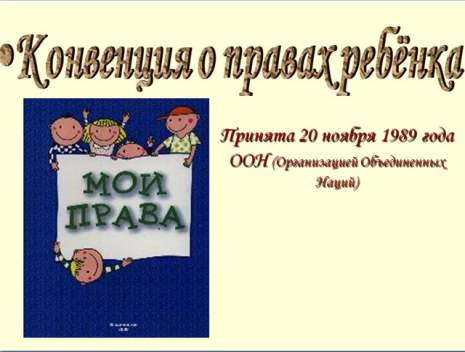 •Конвенция о правах ребёнка
Принята 20 ноября 1989 года
ООН (Организацией Объединенных
Наций)
МОИ
ПРАВА